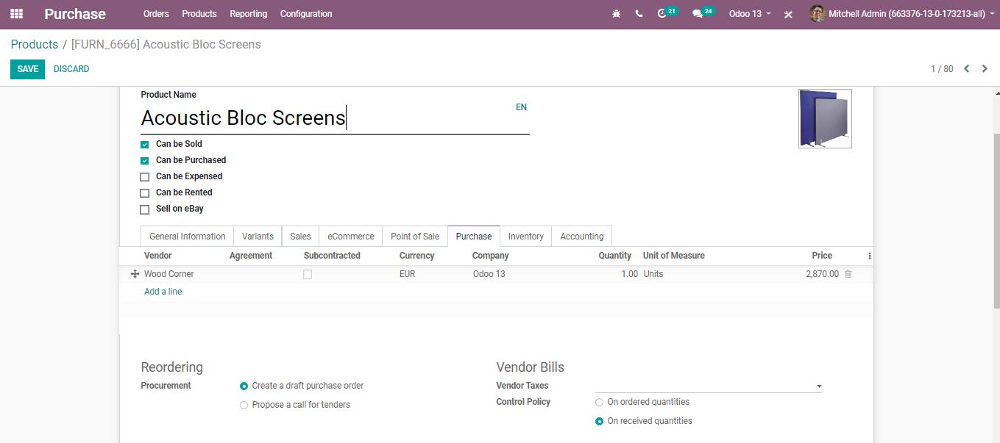 Purchase Orders Products Reporting Configuration 21 24 Odoo 13 Mitchell Admin (663376-13-0-173213-all)
Products / [FURN_6666] Acoustic Bloc Screens
SAVE DISCARD 1 / 80
Product Name
Acoustic Bloc Screens EN
Can be Sold
Can be Purchased
Can be Expensed
Can be Rented
Sell on eBay
General Information Variants Sales eCommerce Point of Sale Purchase Inventory Accounting
Vendor Agreement Subcontracted Currency Company Quantity Unit of Measure Price
Wood Corner EUR Odoo 13 1.00 Units 2,870.00
Add a line
Reordering Vendor Bills
Procurement Create a draft purchase order Vendor Taxes
Propose a call for tenders Control Policy On ordered quantities
On received quantities